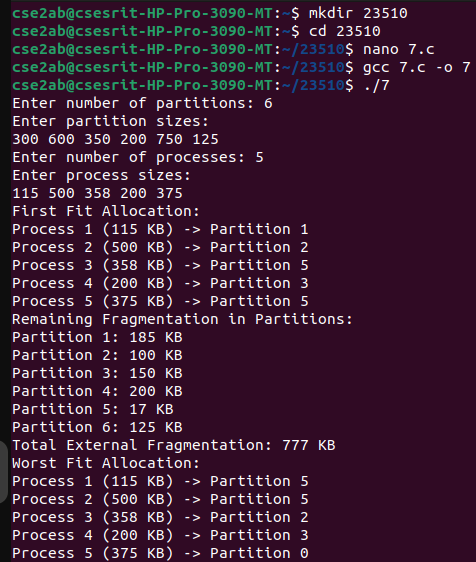 cse2ab@csesrit-HP-Pro-3090-MT:~$ mkdir 23510
cse2ab@csesrit-HP-Pro-3090-MT:~$ cd 23510
cse2ab@csesrit-HP-Pro-3090-MT:~/23510$ nano 7.c
cse2ab@csesrit-HP-Pro-3090-MT:~/23510$ gcc 7.c -o 7
cse2ab@csesrit-HP-Pro-3090-MT:~/23510$ ./7
Enter number of partitions: 6
Enter partition sizes:
300 600 350 200 750 125
Enter number of processes: 5
Enter process sizes:
115 500 358 200 375
First Fit Allocation:
Process 1 (115 KB) -> Partition 1
Process 2 (500 KB) -> Partition 2
Process 3 (358 KB) -> Partition 5
Process 4 (200 KB) -> Partition 3
Process 5 (375 KB) -> Partition 5
Remaining Fragmentation in Partitions:
Partition 1: 185 KB
Partition 2: 100 KB
Partition 3: 150 KB
Partition 4: 200 KB
Partition 5: 17 KB
Partition 6: 125 KB
Total External Fragmentation: 777 KB
Worst Fit Allocation:
Process 1 (115 KB) -> Partition 5
Process 2 (500 KB) -> Partition 5
Process 3 (358 KB) -> Partition 2
Process 4 (200 KB) -> Partition 3
Process 5 (375 KB) -> Partition 0